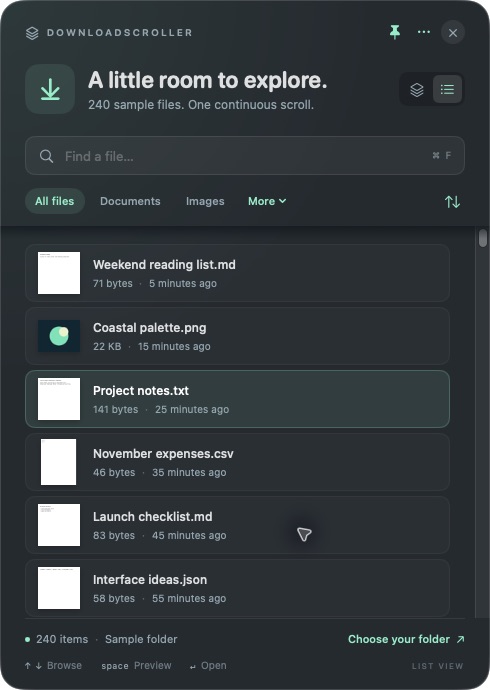 DOWNLOADSCROLLER
A little room to explore.
240 sample files. One continuous scroll.
Find a file...
⌘ F
All files Documents Images More
Weekend reading list.md
71 bytes · 5 minutes ago
Coastal palette.png
22 KB · 15 minutes ago
Project notes.txt
141 bytes · 25 minutes ago
November expenses.csv
46 bytes · 35 minutes ago
Launch checklist.md
83 bytes · 45 minutes ago
Interface ideas.json
58 bytes · 55 minutes ago
240 items · Sample folder
Choose your folder ↗
↑ ↓ Browse space Preview ↵ Open
LIST VIEW